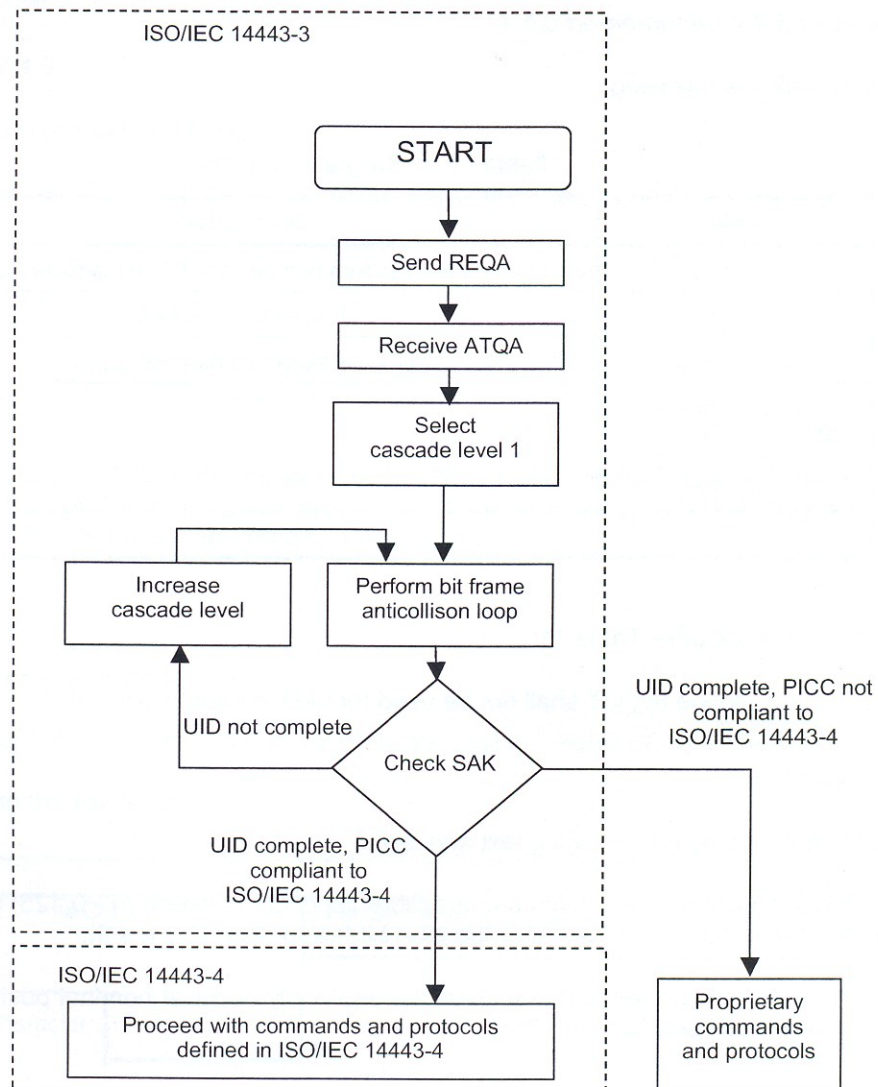 ISO/IEC 14443-3
START
Send REQA
Receive ATQA
Select
cascade level 1
Increase
cascade level
Perform bit frame
anticollison loop
UID not complete
Check SAK
UID complete, PICC not
compliant to
ISO/IEC 14443-4
UID complete, PICC
compliant to
ISO/IEC 14443-4
ISO/IEC 14443-4
Proceed with commands and protocols
defined in ISO/IEC 14443-4
Proprietary
commands
and protocols